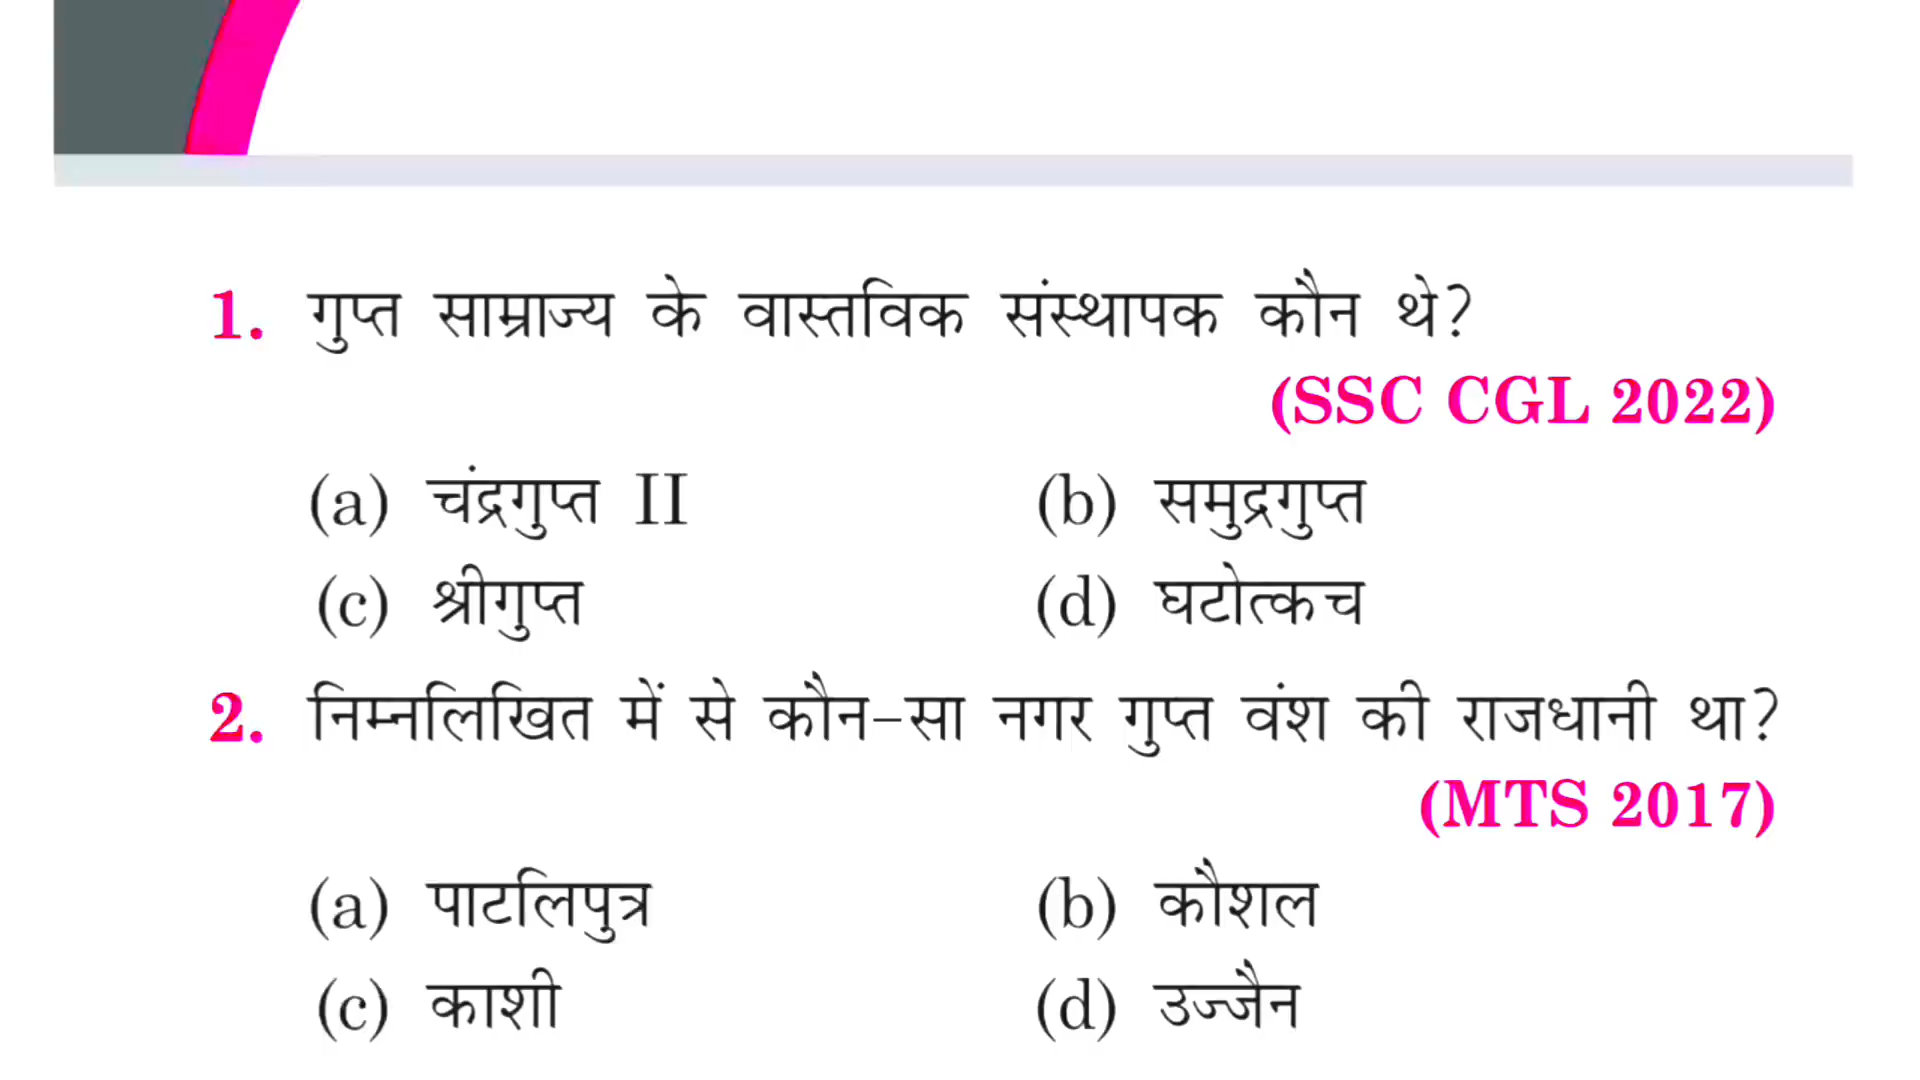 1. गुप्त साम्राज्य के वास्तविक संस्थापक कौन थे?
(SSC CGL 2022)
(a) चंद्रगुप्त II (b) समुद्रगुप्त
(c) श्रीगुप्त (d) घटोत्कच
2. निम्नलिखित में से कौन-सा नगर गुप्त वंश की राजधानी था?
(MTS 2017)
(a) पाटलिपुत्र (b) कौशल
(c) काशी (d) उज्जैन